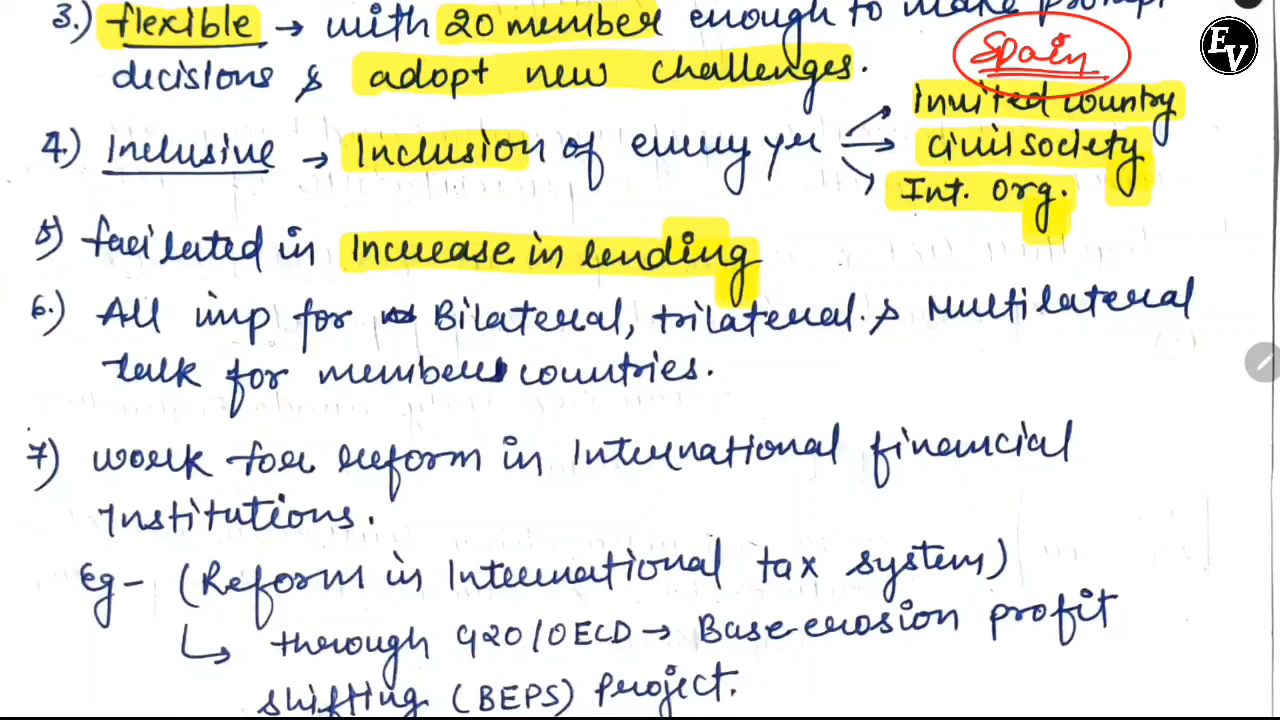 3.) flexible → with 20 member enough to make prompt
decisions & adopt new challenges.
Spain
EV
4.) Inclusive → Inclusion of every yr
Invited country
civil society
Int. org.
5) facilated in Increase in lending
6.) All imp for Bilateral, trilateral & Multilateral
talk for members countries.
7) work for reform in International financial
Institutions.
Eg- (Reform in International tax system)
↳ through G20/OECD → Base erosion profit
shifting (BEPS) Project.